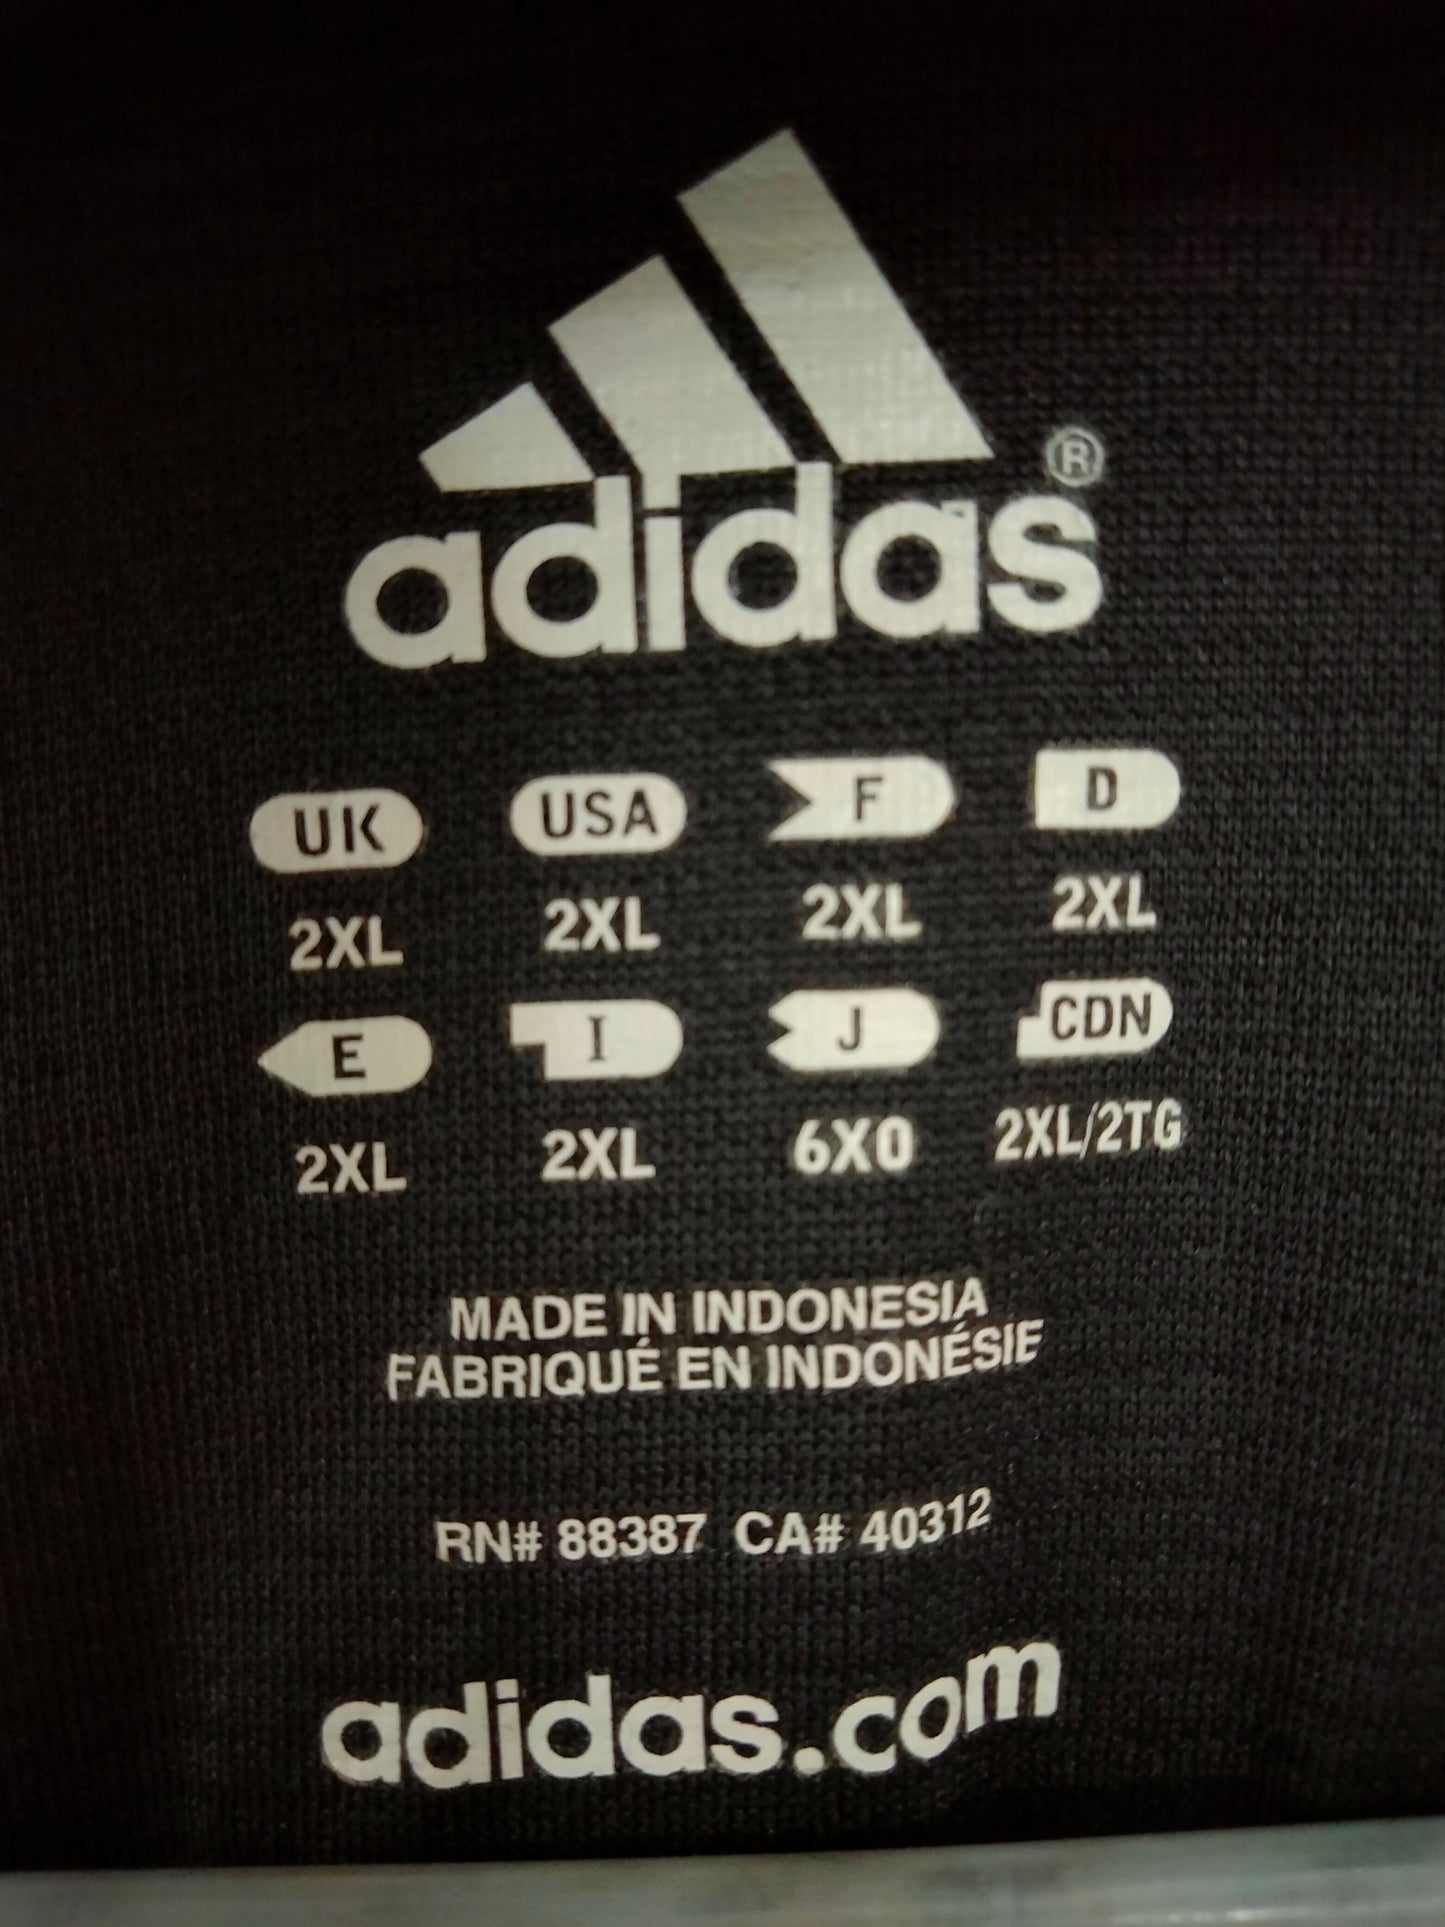 adidas®
UK USA F D
2XL 2XL 2XL 2XL
E I J CDN
2XL 2XL 6XO 2XL/2TG
MADE IN INDONESIA
FABRIQUÉ EN INDONÉSIE
RN# 88387 CA# 40312
adidas.com